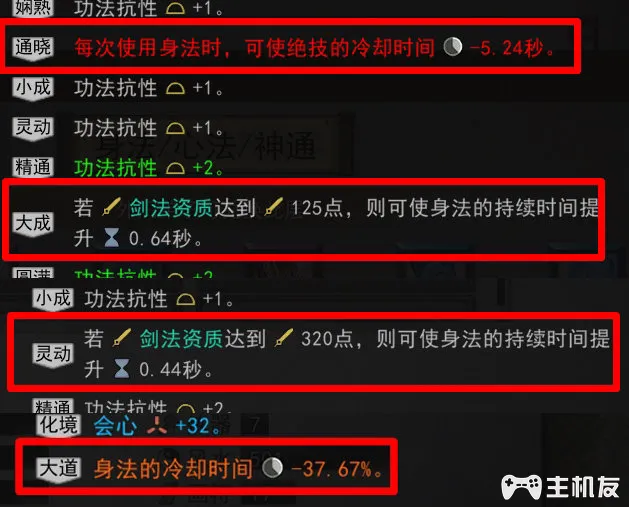 娴熟 功法抗性 +1。
通晓 每次使用身法时，可使绝技的冷却时间 -5.24秒。
小成 功法抗性 +1。
灵动 功法抗性 +1。
身法/心法/神通
精通 功法抗性 +2。
大成 若 剑法资质达到 125点，则可使身法的持续时间提
升 0.64秒。
圆满 功法抗性 +2
小成 功法抗性 +1。
灵动 若 剑法资质达到 320点，则可使身法的持续时间提
升 0.44秒。
精通 功法抗性 +2。
化境 会心 +32。
7
大道 身法的冷却时间 -37.67%。
主机友